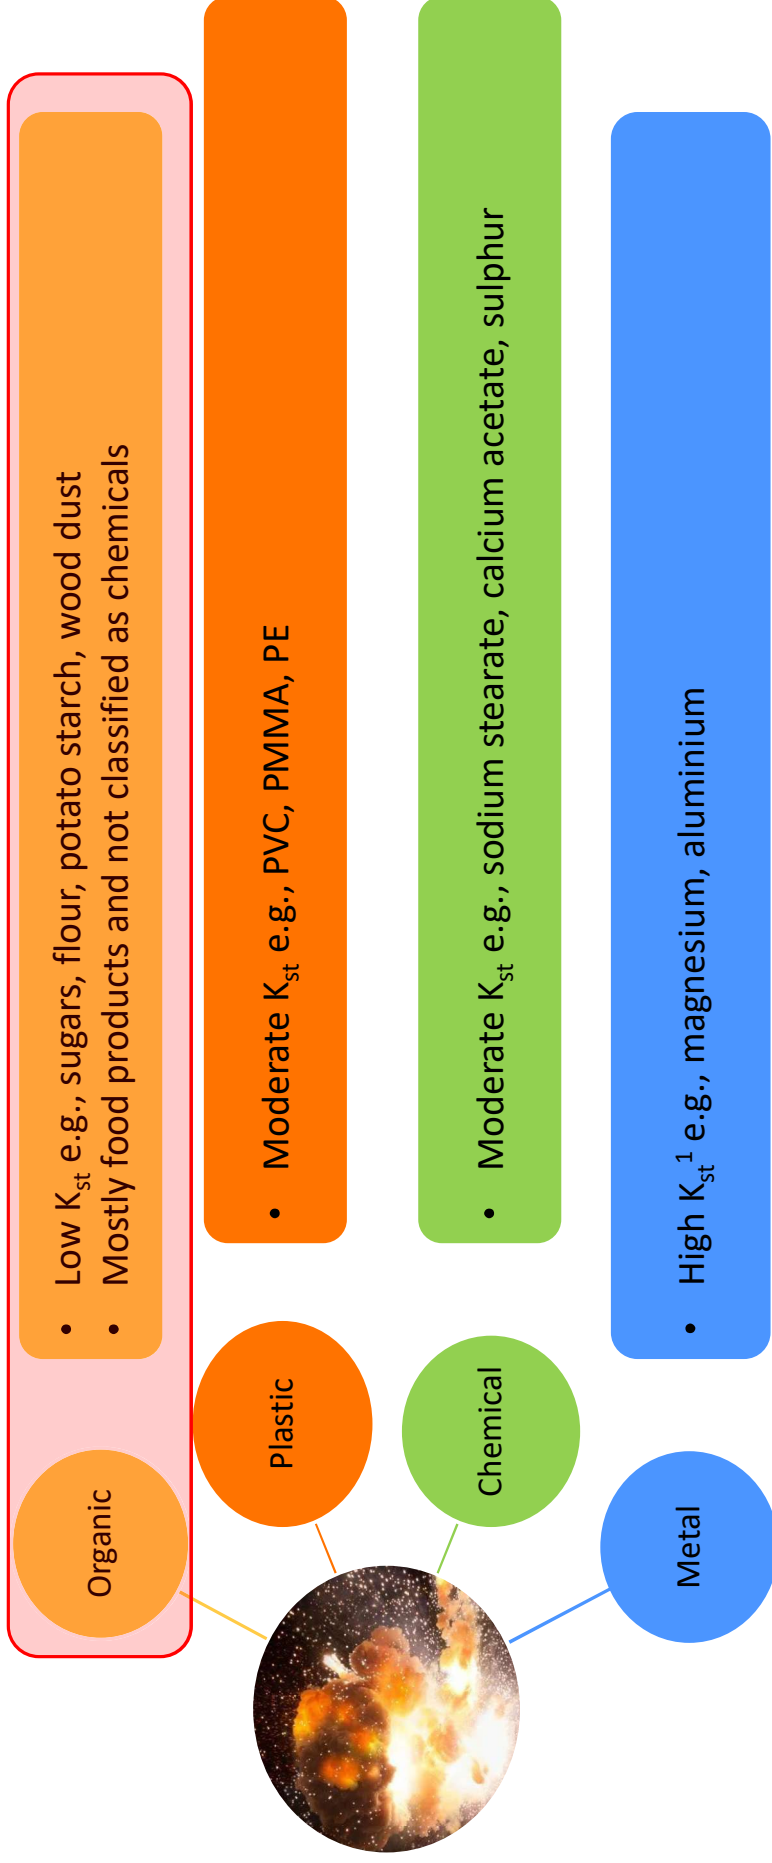 Organic
• Low Kst e.g., sugars, flour, potato starch, wood dust
• Mostly food products and not classified as chemicals
Plastic
• Moderate Kst e.g., PVC, PMMA, PE
Chemical
• Moderate Kst e.g., sodium stearate, calcium acetate, sulphur
Metal
• High Kst¹ e.g., magnesium, aluminium